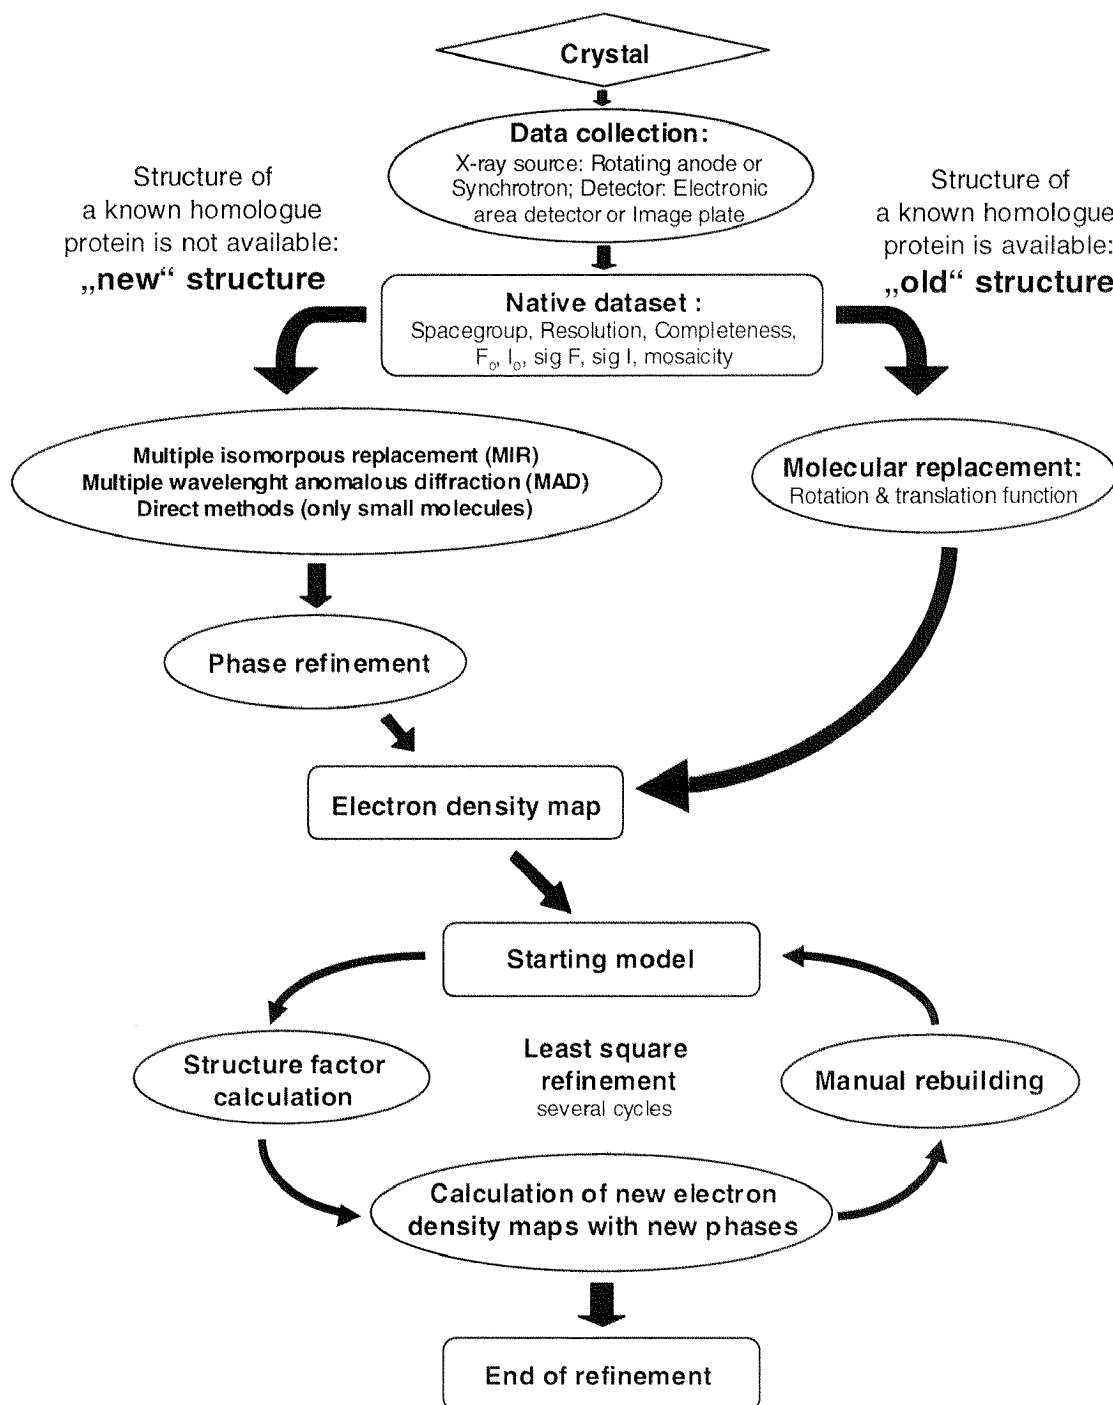 Crystal
Data collection:
X-ray source: Rotating anode or
Synchrotron; Detector: Electronic
area detector or Image plate
Structure of
a known homologue
protein is not available:
„new“ structure
Structure of
a known homologue
protein is available:
„old“ structure
Native dataset :
Spacegroup, Resolution, Completeness,
F₀, I₀, sig F, sig I, mosaicity
Multiple isomorpous replacement (MIR)
Multiple wavelenght anomalous diffraction (MAD)
Direct methods (only small molecules)
Molecular replacement:
Rotation & translation function
Phase refinement
Electron density map
Starting model
Structure factor
calculation
Least square
refinement
several cycles
Manual rebuilding
Calculation of new electron
density maps with new phases
End of refinement